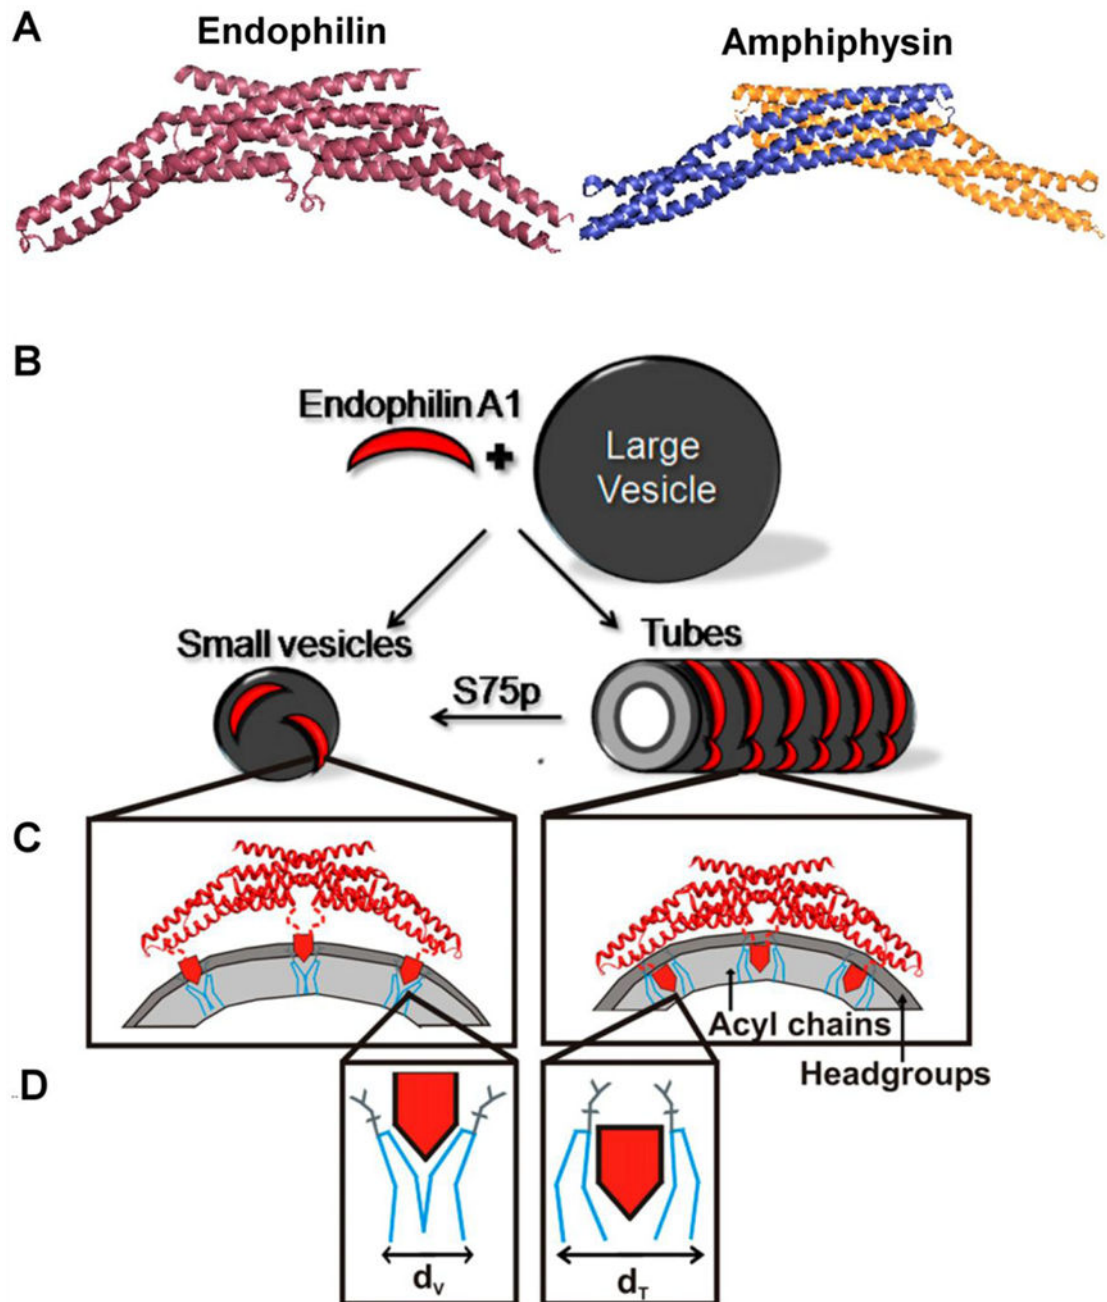 A
Endophilin
Amphiphysin
B
Endophilin A1
+
Large
Vesicle
Small vesicles
Tubes
S75p
C
Acyl chains
Headgroups
D
dV
dT